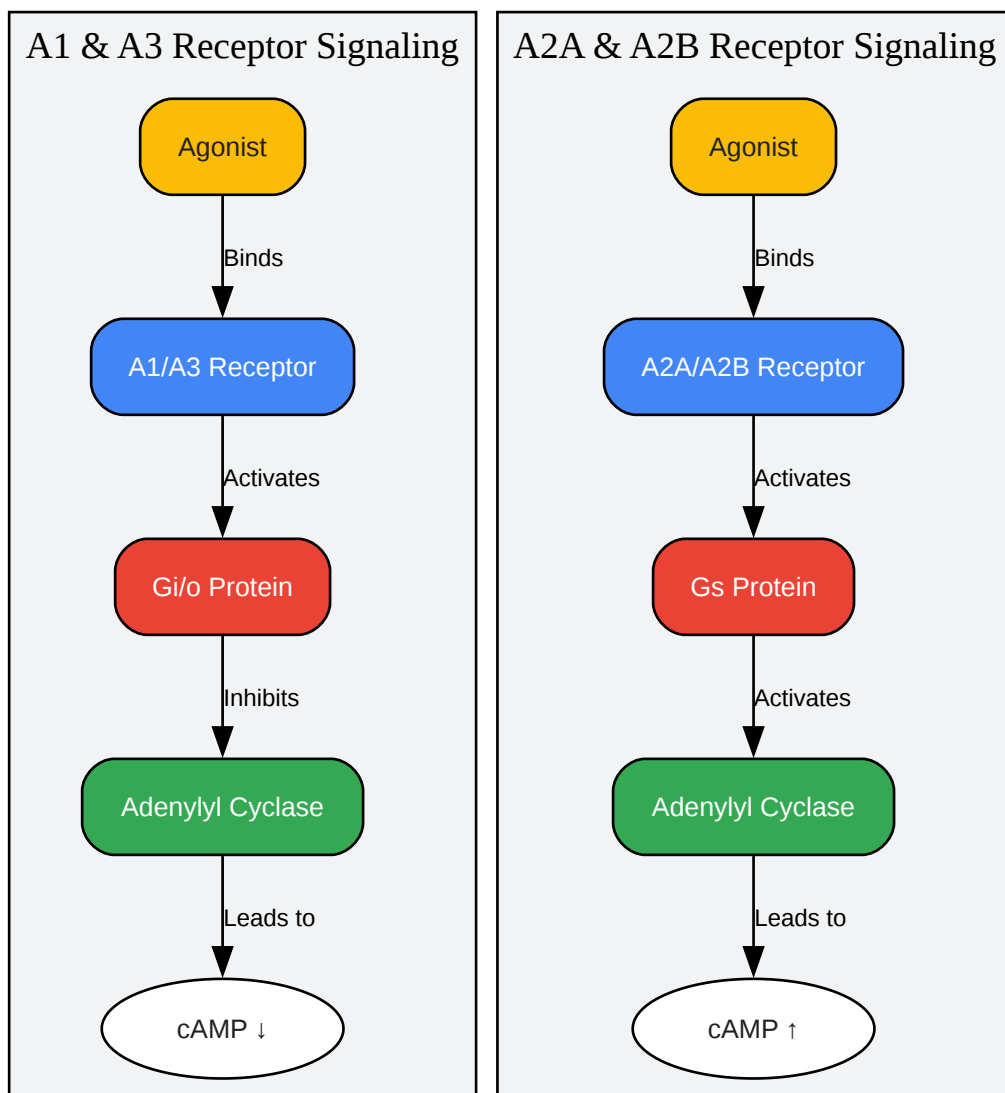 A1 & A3 Receptor Signaling
Agonist
Binds
A1/A3 Receptor
Activates
Gi/o Protein
Inhibits
Adenylyl Cyclase
Leads to
cAMP ↓
A2A & A2B Receptor Signaling
Agonist
Binds
A2A/A2B Receptor
Activates
Gs Protein
Activates
Adenylyl Cyclase
Leads to
cAMP ↑